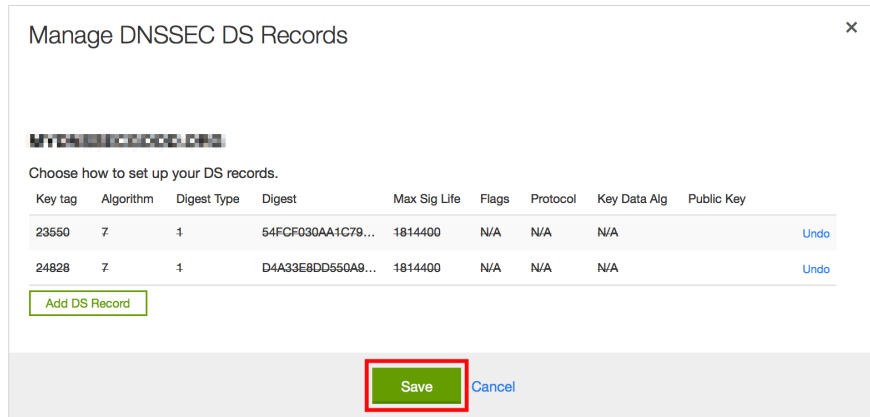 Manage DNSSEC DS Records
×
Choose how to set up your DS records.
Key tag Algorithm Digest Type Digest Max Sig Life Flags Protocol Key Data Alg Public Key
23550 7 1 54FCF030AA1C79... 1814400 N/A N/A N/A Undo
24828 7 1 D4A33E8DD550A9... 1814400 N/A N/A N/A Undo
Add DS Record
Save Cancel